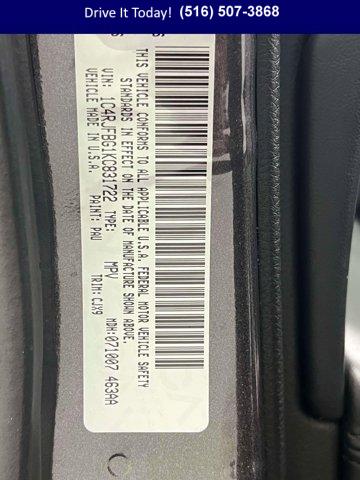 Drive It Today! (516) 507-3868
THIS VEHICLE CONFORMS TO ALL APPLICABLE U.S.A. FEDERAL MOTOR VEHICLE SAFETY
STANDARDS IN EFFECT ON THE DATE OF MANUFACTURE SHOWN ABOVE.
VIN: 1C4RJFBG1KC831722 TYPE: MPV MDH:071007 463AA
VEHICLE MADE IN U.S.A. PAINT: PAU TRIM: CJX9